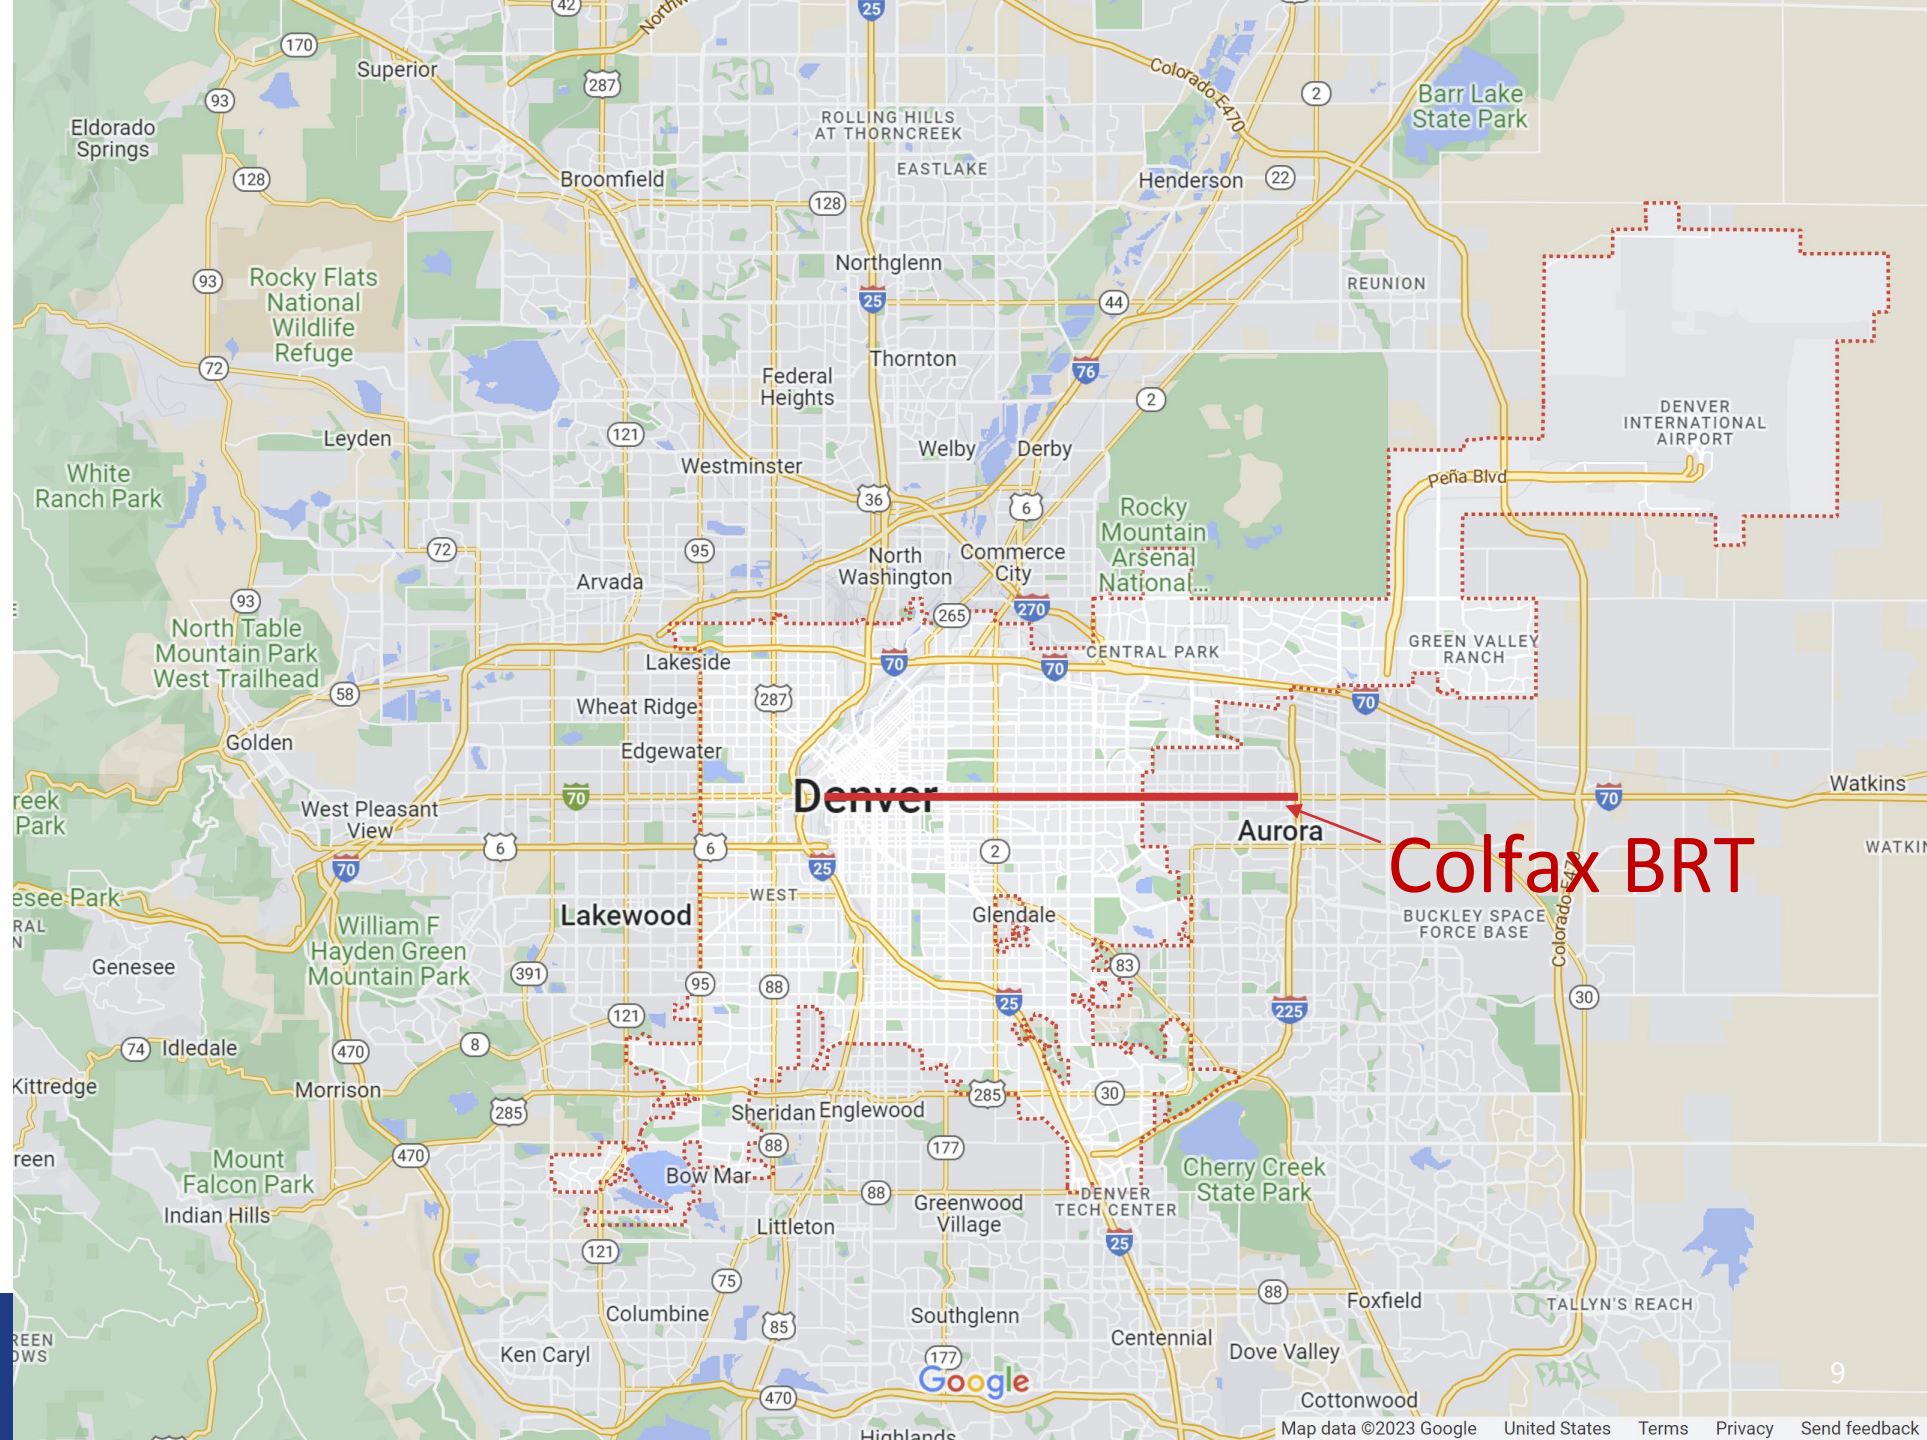 42
25
Northw
170
Superior
287
93
Colorado E470
2
Barr Lake
State Park
ROLLING HILLS
AT THORNCREEK
Eldorado
Springs
EASTLAKE
128
Broomfield
Henderson
22
128
Northglenn
93
Rocky Flats
National
Wildlife
Refuge
REUNION
25
44
72
Thornton
Federal
Heights
76
2
DENVER
INTERNATIONAL
AIRPORT
Leyden
121
Welby
Derby
Westminster
White
Ranch Park
Peña Blvd
36
6
Rocky
Mountain
Arsenal
National...
72
95
North
Washington
Commerce
City
Arvada
93
265
270
North Table
Mountain Park
West Trailhead
GREEN VALLEY
RANCH
CENTRAL PARK
Lakeside
70
70
58
287
70
Wheat Ridge
Golden
Edgewater
Watkins
70
Denver
70
reek
Park
West Pleasant
View
Aurora
6
6
2
70
25
Colfax BRT
WATKIN
esee Park
WEST
Lakewood
Glendale
BUCKLEY SPACE
FORCE BASE
Colorado E470
RAL
N
William F
Hayden Green
Mountain Park
Genesee
391
83
95
88
25
30
121
225
74
Idledale
470
8
Kittredge
Morrison
285
30
285
Sheridan
Englewood
88
177
reen
470
Mount
Falcon Park
Bow Mar
Cherry Creek
State Park
88
DENVER
TECH CENTER
Indian Hills
Greenwood
Village
Littleton
25
121
75
88
Foxfield
TALLYN'S REACH
Columbine
85
Southglenn
Centennial
REEN
OWS
Ken Caryl
Dove Valley
177
9
Google
470
Cottonwood
Highlands
Map data ©2023 Google United States Terms Privacy Send feedback